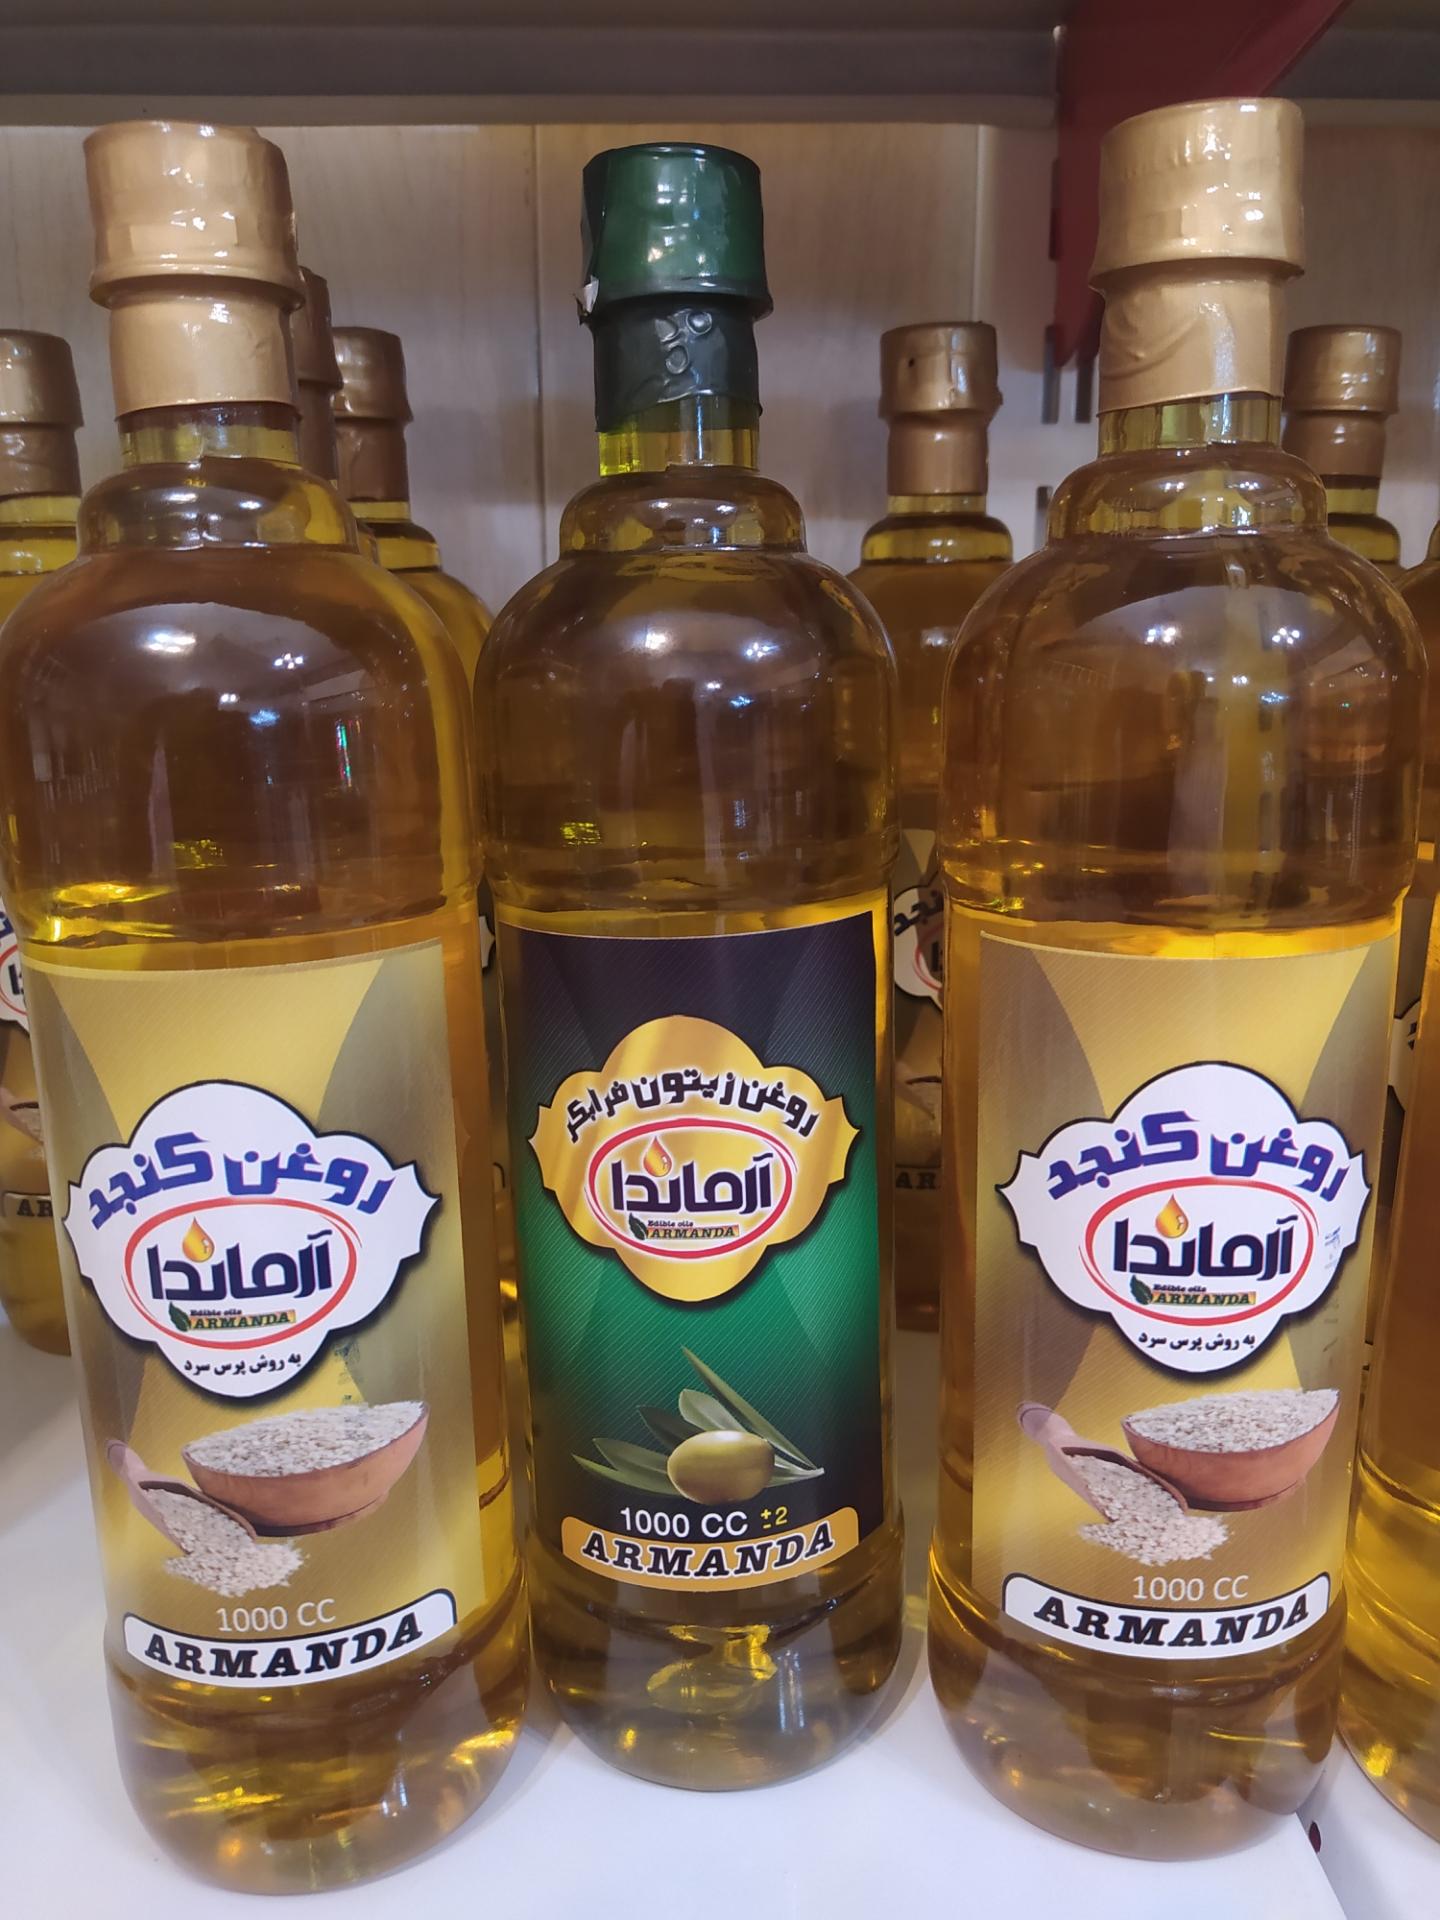 روغن کنجد
آرماندا
Edible oils
ARMANDA
به روش پرس سرد
1000 CC
ARMANDA
روغن زیتون فرابکر
آرماندا
Edible oils
ARMANDA
1000 CC ±2
ARMANDA
روغن کنجد
آرماندا
Edible oils
ARMANDA
به روش پرس سرد
1000 CC
ARMANDA